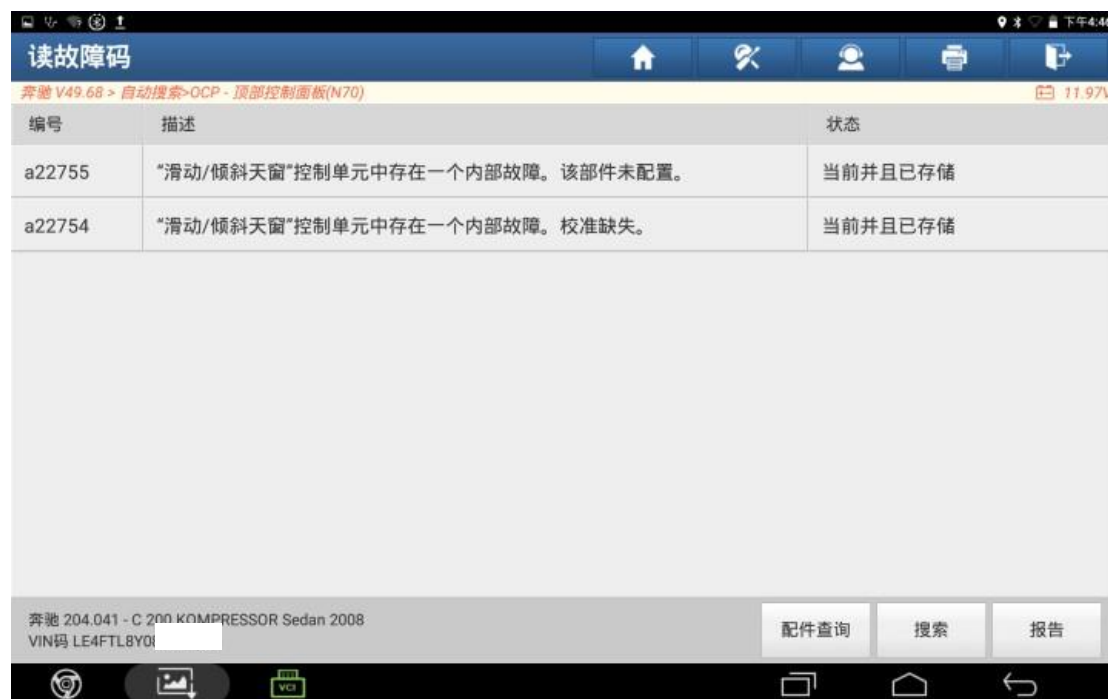 下午4:46
读故障码
奔驰 V49.68 > 自动搜索>OCP - 顶部控制面板(N70)
11.97V
编号 描述 状态
a22755 “滑动/倾斜天窗”控制单元中存在一个内部故障。该部件未配置。 当前并且已存储
a22754 “滑动/倾斜天窗”控制单元中存在一个内部故障。校准缺失。 当前并且已存储
奔驰 204.041 - C 200 KOMPRESSOR Sedan 2008
VIN码 LE4FTL8Y0
配件查询 搜索 报告
VCI